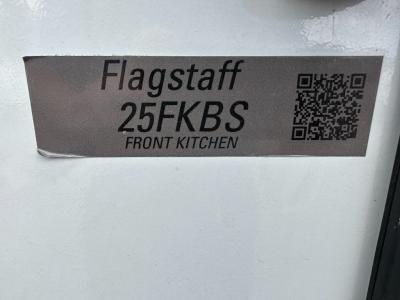 Flagstaff
25FKBS
FRONT KITCHEN